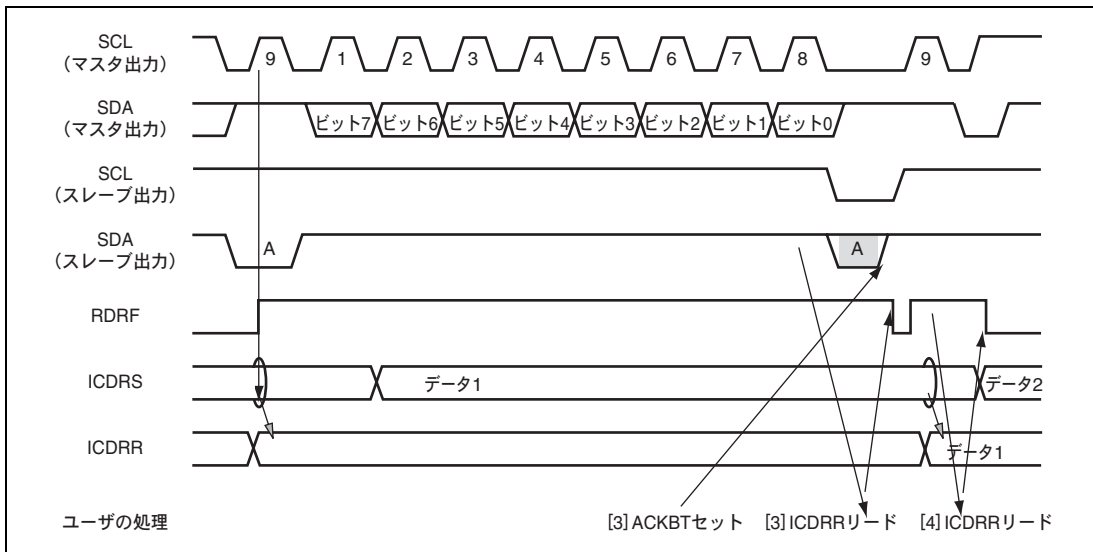 SCL
（マスタ出力）
9 1 2 3 4 5 6 7 8 9
SDA
（マスタ出力）
ビット7 ビット6 ビット5 ビット4 ビット3 ビット2 ビット1 ビット0
SCL
（スレーブ出力）
SDA
（スレーブ出力）
A A
RDRF
ICDRS
データ1 データ2
ICDRR
データ1
ユーザの処理
[3] ACKBTセット [3] ICDRRリード [4] ICDRRリード